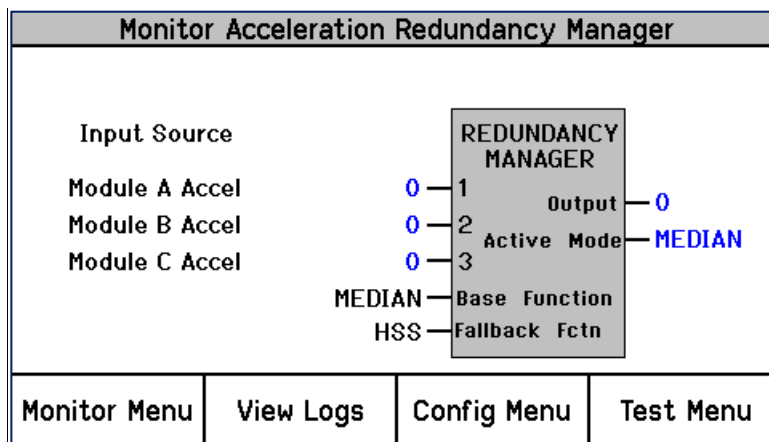 Monitor Acceleration Redundancy Manager
Input Source
REDUNDANCY
MANAGER
Module A Accel 0 1
Output 0
Module B Accel 0 2
Active Mode MEDIAN
Module C Accel 0 3
MEDIAN Base Function
HSS Fallback Fctn
Monitor Menu View Logs Config Menu Test Menu